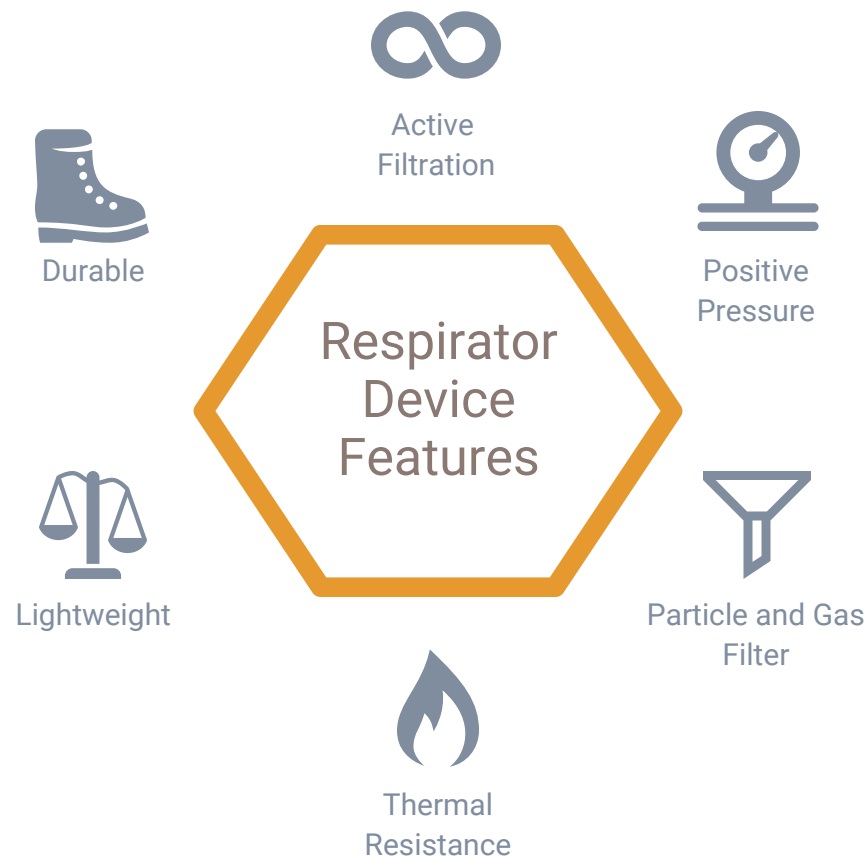 Active
Filtration
Durable
Positive
Pressure
Respirator
Device
Features
Lightweight
Particle and Gas
Filter
Thermal
Resistance